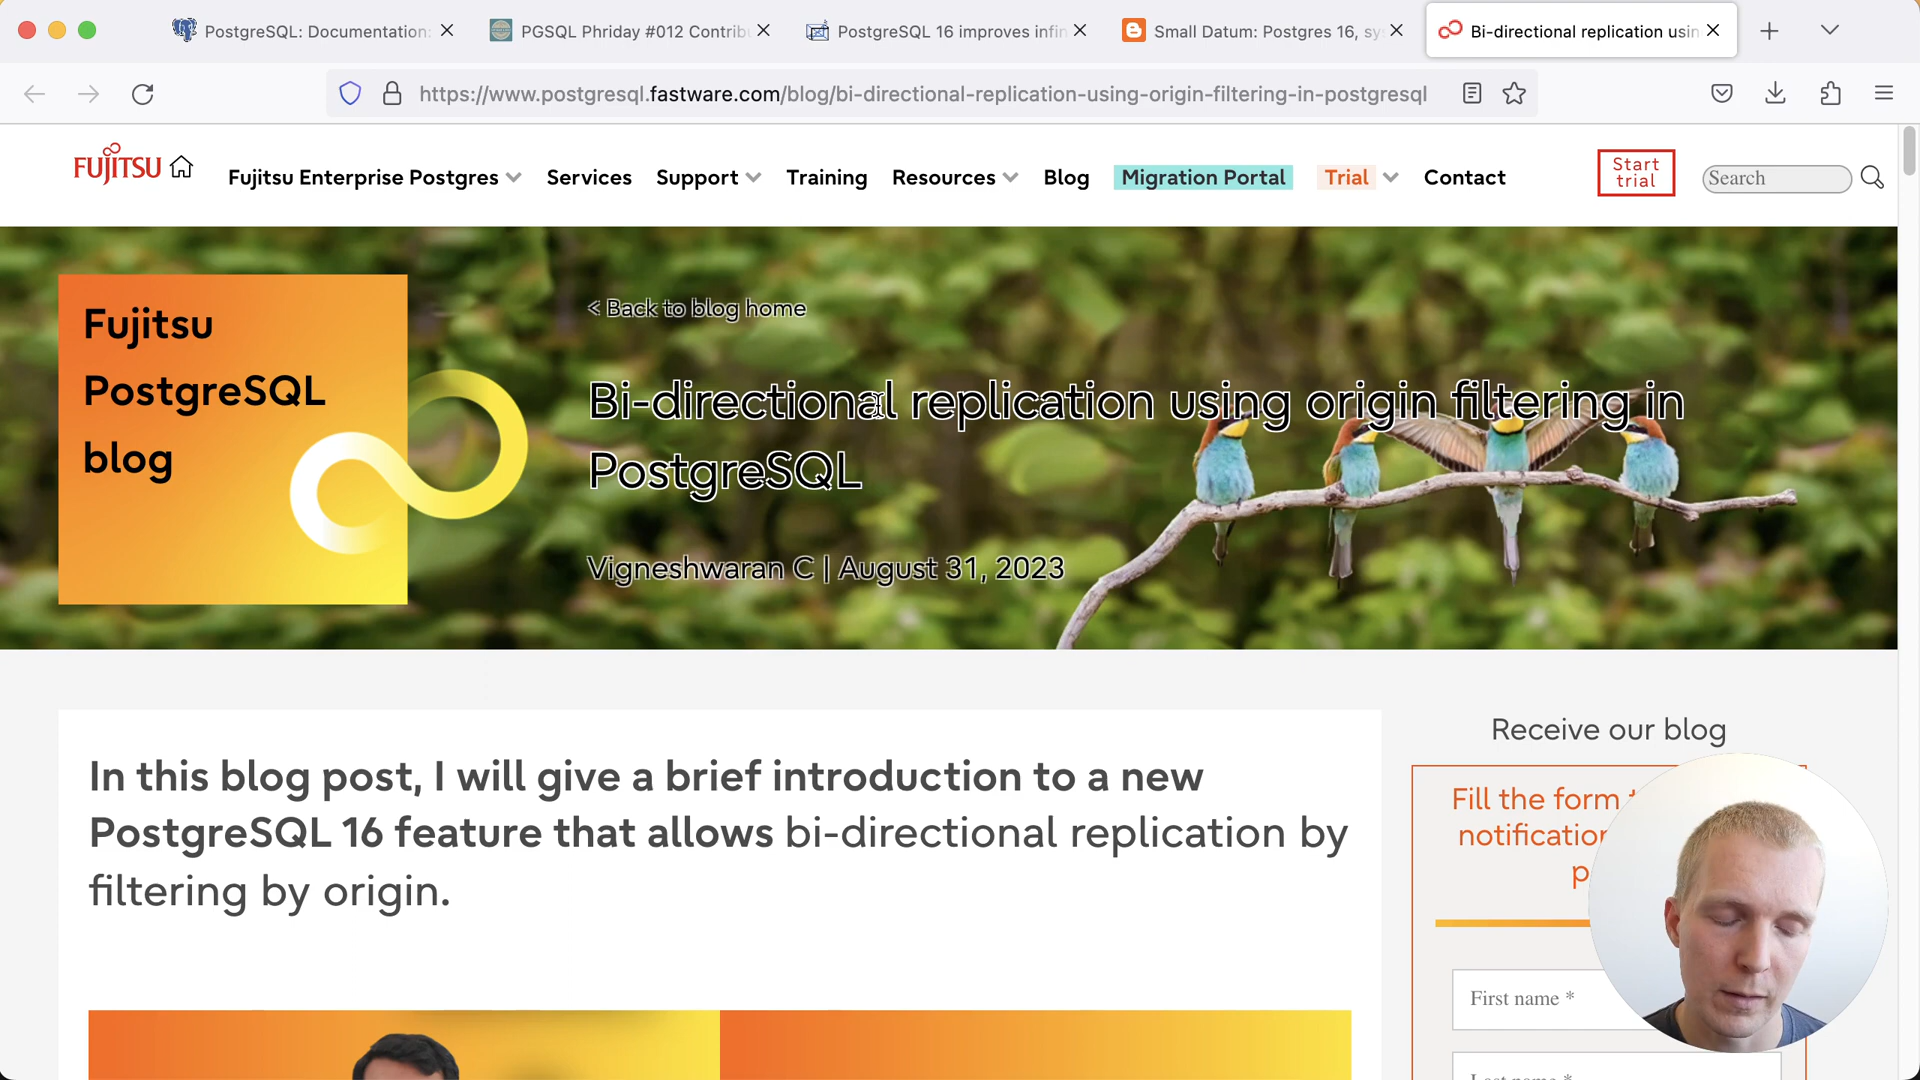 PostgreSQL: Documentation:
PGSQL Phriday #012 Contrib
PostgreSQL 16 improves infin
Small Datum: Postgres 16, sy
Bi-directional replication usin
https://www.postgresql.fastware.com/blog/bi-directional-replication-using-origin-filtering-in-postgresql
FUJITSU
Fujitsu Enterprise Postgres
Services
Support
Training
Resources
Blog
Migration Portal
Trial
Contact
Start
trial
Search
Fujitsu
PostgreSQL
blog
< Back to blog home
Bi-directional replication using origin filtering in
PostgreSQL
Vigneshwaran C | August 31, 2023
In this blog post, I will give a brief introduction to a new
PostgreSQL 16 feature that allows bi-directional replication by
filtering by origin.
Receive our blog
Fill the form
notification
p
First name *
Last name *